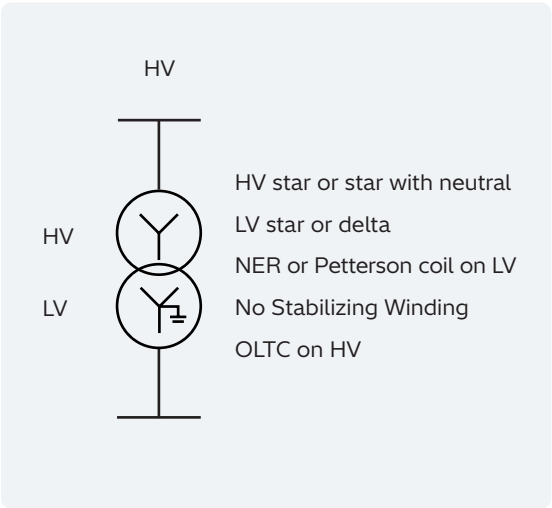 HV
HV star or star with neutral
HV
LV star or delta
NER or Petterson coil on LV
LV
No Stabilizing Winding
OLTC on HV